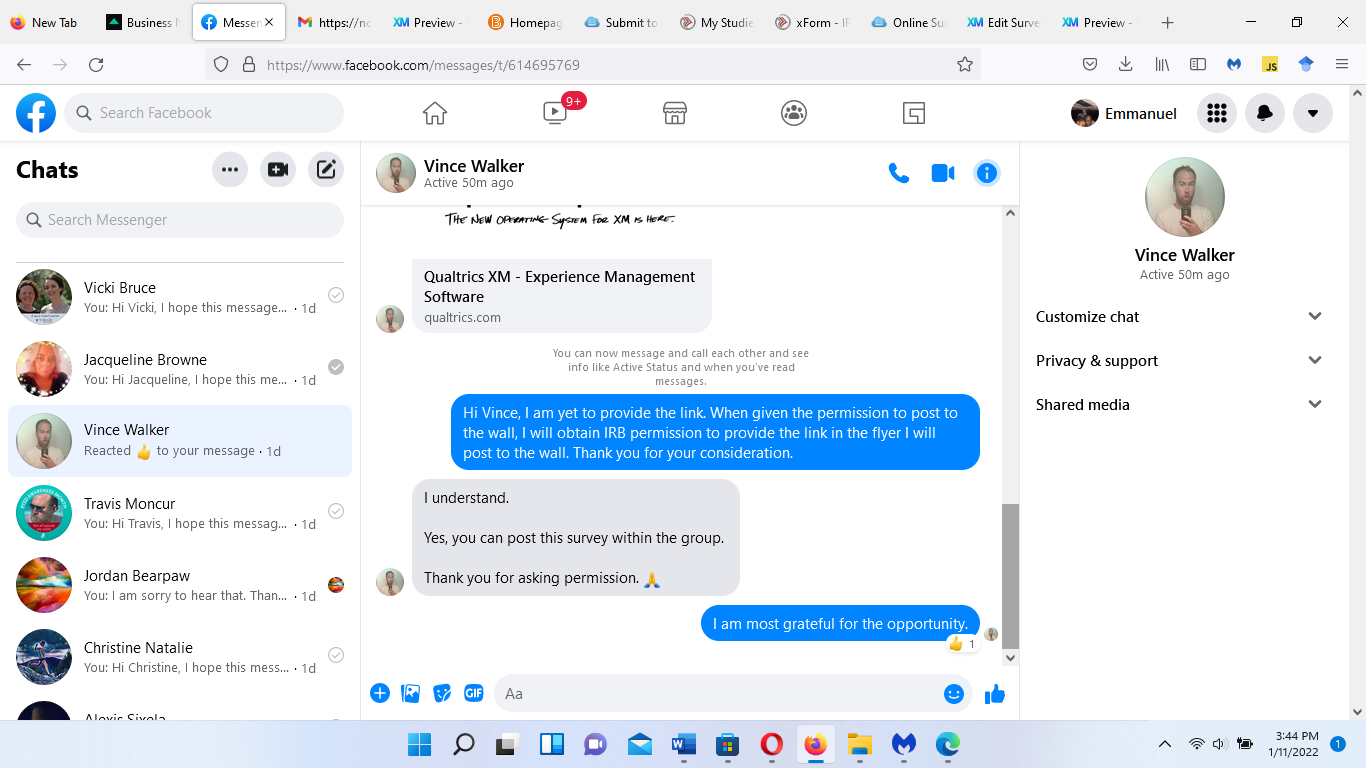 New Tab
Business
Messen
https://no
Preview -
Homepag
Submit to
My Studie
xForm - IF
Online Su
Edit Surve
Preview -
https://www.facebook.com/messages/t/614695769
JS
Search Facebook
9+
Emmanuel
Chats
Search Messenger
Vicki Bruce
You: Hi Vicki, I hope this message... · 1d
Jacqueline Browne
You: Hi Jacqueline, I hope this me... · 1d
Vince Walker
Reacted 👍 to your message · 1d
Travis Moncur
You: Hi Travis, I hope this messag... · 1d
Jordan Bearpaw
You: I am sorry to hear that. Than... · 1d
Christine Natalie
You: Hi Christine, I hope this mess... · 1d
Alexis Sixela
Vince Walker
Active 50m ago
THE NEW OPERATING SYSTEM FOR XM IS HERE.
Qualtrics XM - Experience Management
Software
qualtrics.com
You can now message and call each other and see
info like Active Status and when you've read
messages.
Hi Vince, I am yet to provide the link. When given the permission to post to
the wall, I will obtain IRB permission to provide the link in the flyer I will
post to the wall. Thank you for your consideration.
I understand.
Yes, you can post this survey within the group.
Thank you for asking permission. 🙏
I am most grateful for the opportunity.
👍 1
GIF
Aa
Vince Walker
Active 50m ago
Customize chat
Privacy & support
Shared media
3:44 PM
1/11/2022
1